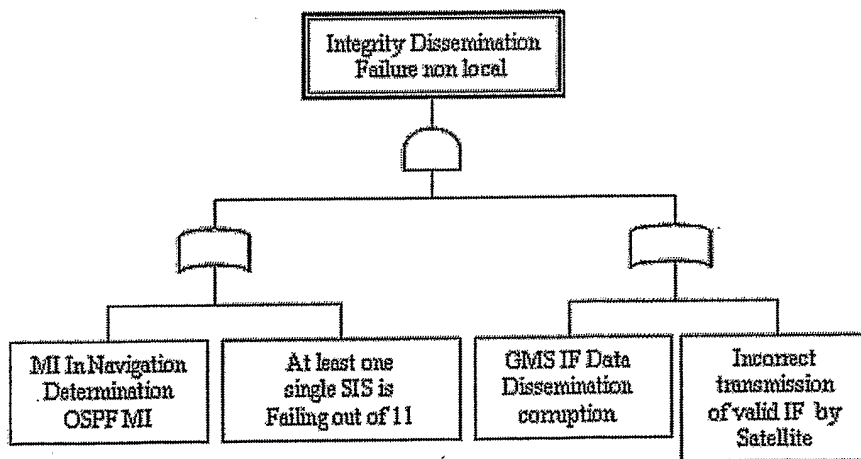 Integrity Dissemination
Failure non local
MI In Navigation
Determination
OSPF MI
At least one
single SIS is
Failing out of 11
GMS IF Data
Dissemination
corruption
Incorrect
transmission
of valid IF by
Satellite